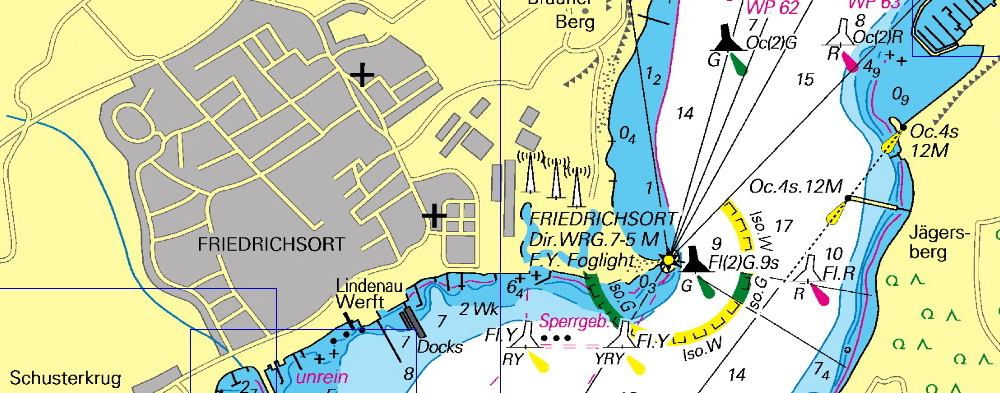 Brauner
Berg
WP 62
WP 63
7
8
Oc(2)G
Oc(2)R
G
R
4₉
15
0₉
1₂
14
0₄
Oc.4s
12M
1
Oc.4s.12M
FRIEDRICHSORT
FRIEDRICHSORT
Dir.WRG.7-5 M
F.Y. Foglight
Iso.W
17
9
Fl(2)G.9s
10
Fl.R
Jägers-
berg
G
R
0₃
Iso.G
Iso.G
Lindenau
Werft
2 Wk
6₄
7
Sperrgeb.
Fl.Y
Fl.Y
Iso.W
7
Docks
RY
YRY
Schusterkrug
unrein
8
14
7₄
2₇